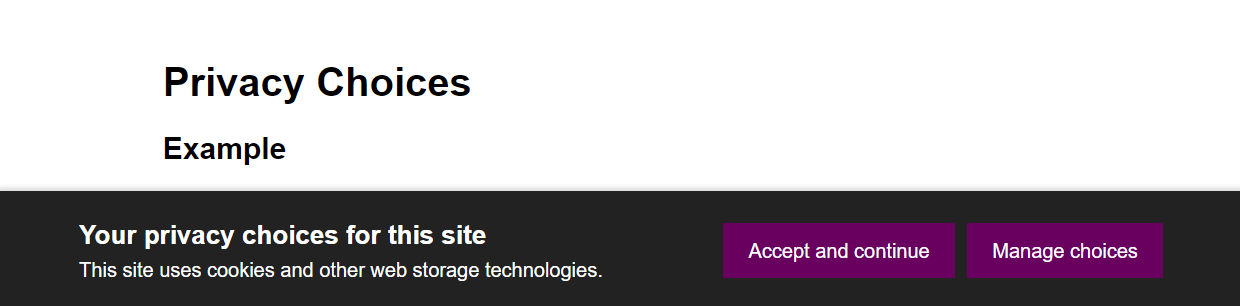 Privacy Choices
Example
Your privacy choices for this site
This site uses cookies and other web storage technologies.
Accept and continue
Manage choices